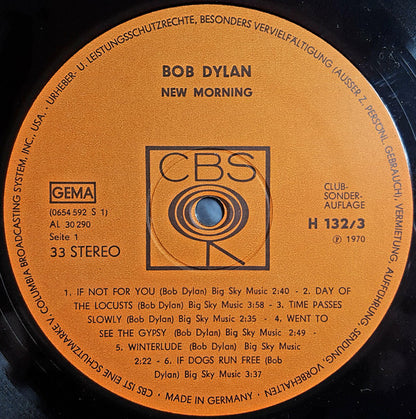 URHEBER- U. LEISTUNGSSCHUTZRECHTE, BESONDERS VERVIELFÄLTIGUNG (AUSSER Z. PERSÖNL. GEBRAUCH), VERMIETUNG, AUFFÜHRUNG, SENDUNG, VORBEHALTEN
BOB DYLAN
NEW MORNING
CBS
GEMA
(0654 592 S 1)
AL 30 290
Seite 1
33 STEREO
CLUB-
SONDER-
AUFLAGE
H 132/3
℗ 1970
1. IF NOT FOR YOU (Bob Dylan) Big Sky Music 2:40 - 2. DAY OF
THE LOCUSTS (Bob Dylan) Big Sky Music 3:58 - 3. TIME PASSES
SLOWLY (Bob Dylan) Big Sky Music 2:35 - 4. WENT TO
SEE THE GYPSY (Bob Dylan) Big Sky Music 2:49 -
5. WINTERLUDE (Bob Dylan) Big Sky Music
2:22 - 6. IF DOGS RUN FREE (Bob
Dylan) Big Sky Music 3:37
CBS IST EINE SCHUTZMARKE V. COLUMBIA BROADCASTING SYSTEM, INC., USA. •
• MADE IN GERMANY •